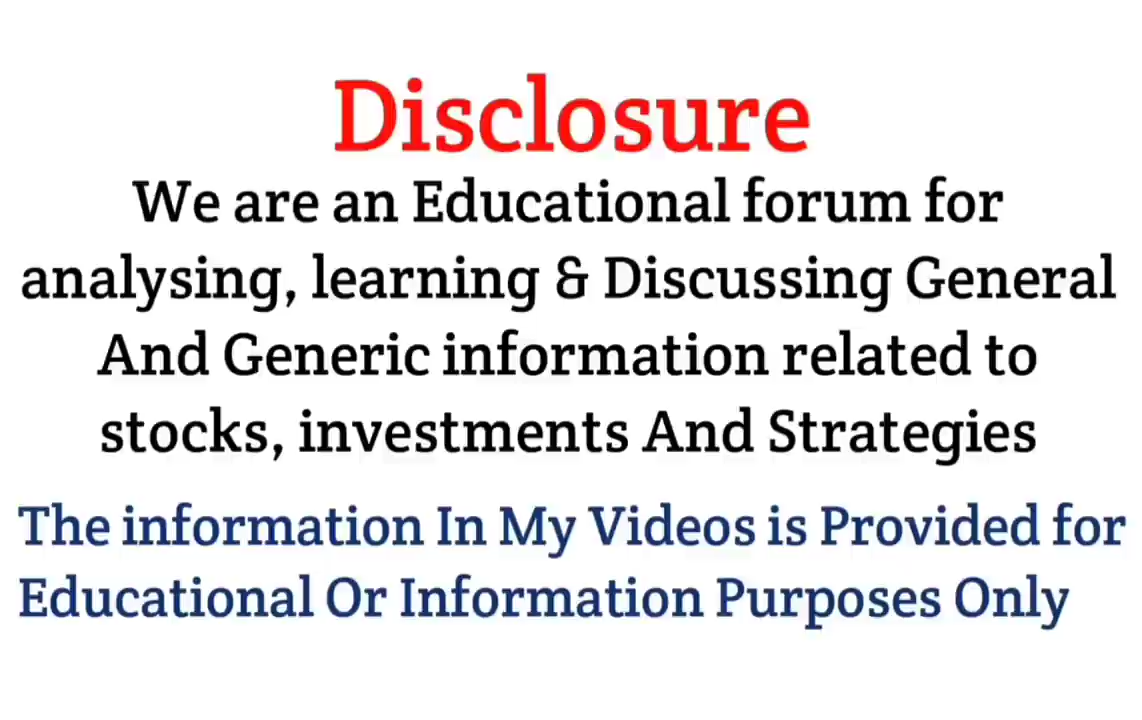 Disclosure
We are an Educational forum for
analysing, learning & Discussing General
And Generic information related to
stocks, investments And Strategies
The information In My Videos is Provided for
Educational Or Information Purposes Only